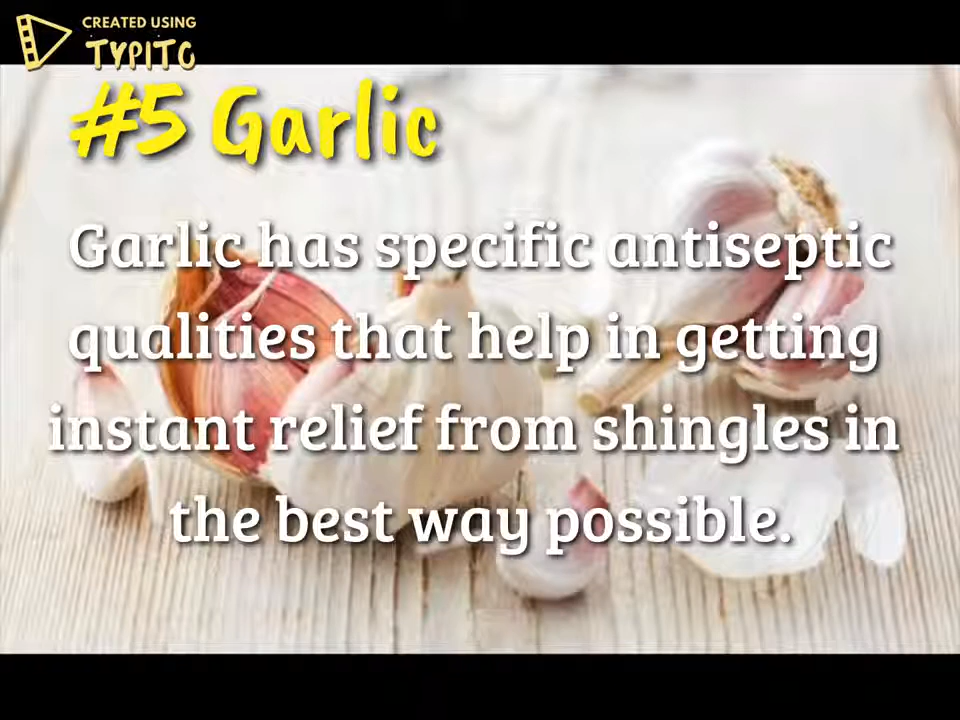 CREATED USING
TYPITO
#5 Garlic
Garlic has specific antiseptic
qualities that help in getting
instant relief from shingles in
the best way possible.